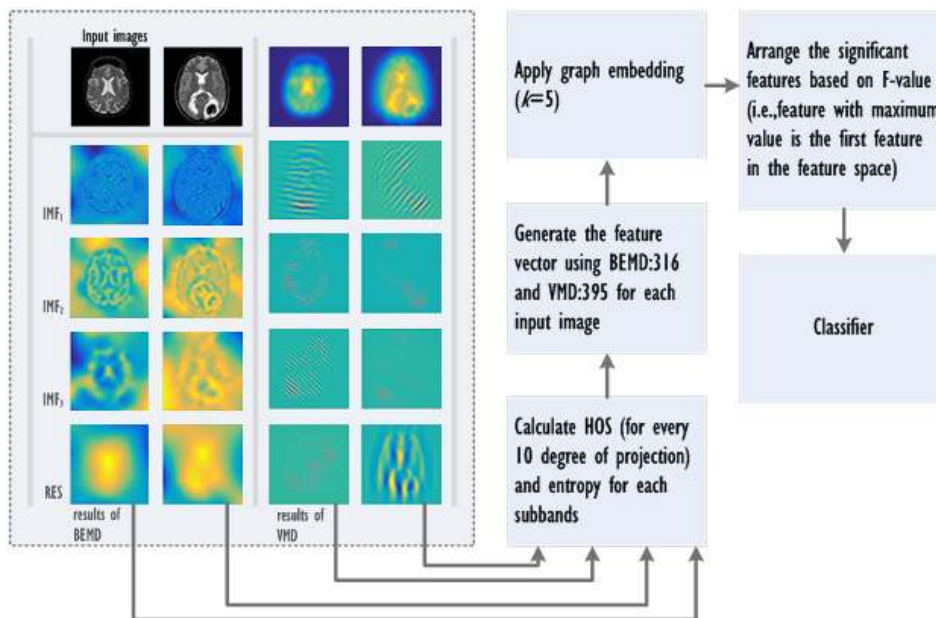 Input images
IMF₁
IMF₂
IMF₃
RES
results of
BEMD
results of
VMD
Calculate HOS (for every
10 degree of projection)
and entropy for each
subbands
Generate the feature
vector using BEMD:316
and VMD:395 for each
input image
Apply graph embedding
(k=5)
Arrange the significant
features based on F-value
(i.e.,feature with maximum
value is the first feature
in the feature space)
Classifier